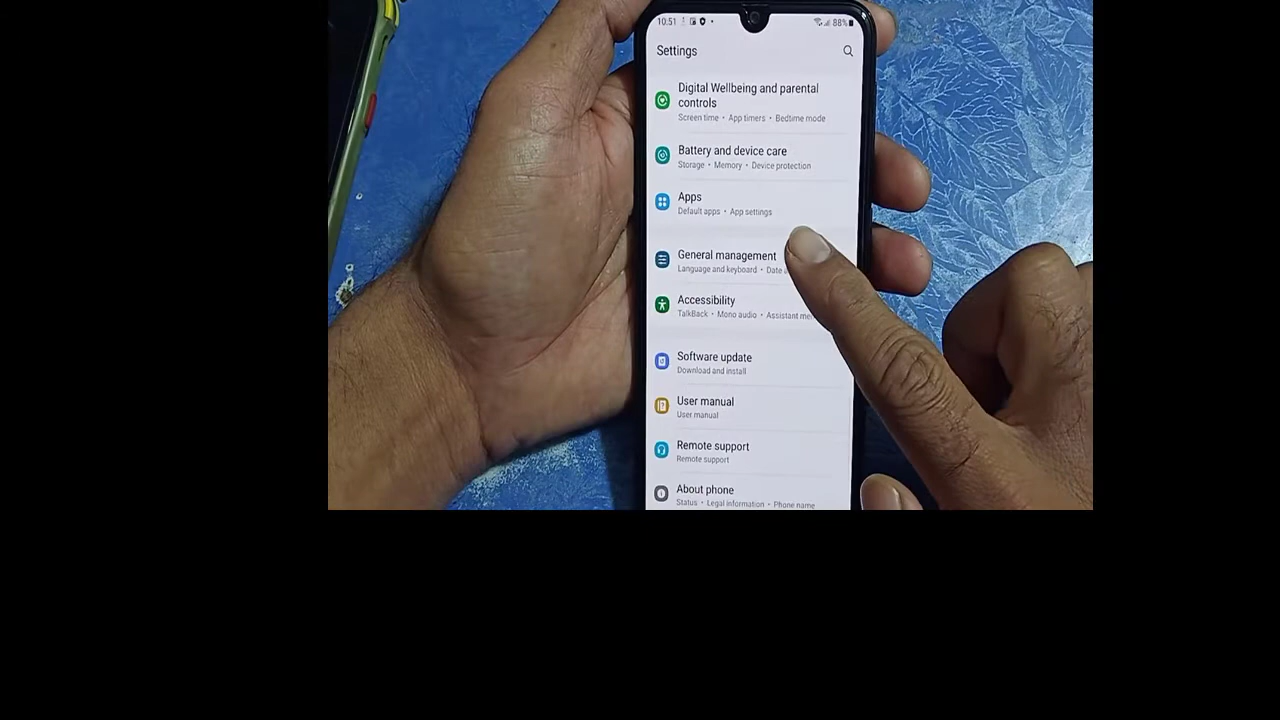 10:51 88%
Settings
Digital Wellbeing and parental
controls
Screen time • App timers • Bedtime mode
Battery and device care
Storage • Memory • Device protection
Apps
Default apps • App settings
General management
Language and keyboard • Date
Accessibility
TalkBack • Mono audio • Assistant me
Software update
Download and install
User manual
User manual
Remote support
Remote support
About phone
Status • Legal information • Phone name